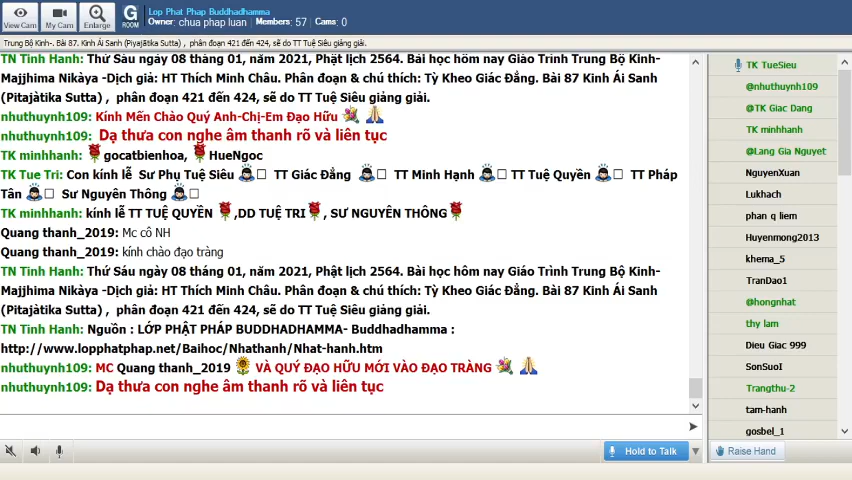 View Cam
My Cam
Enlarge
G
ROOM
Lop Phat Phap Buddhadhamma
Owner: chua phap luan Members: 57 Cams: 0
Trung Bộ Kinh-. Bài 87. Kinh Ái Sanh (Piyajàtika Sutta) , phân đoạn 421 đến 424, sẽ do TT Tuệ Siêu giảng giải.
TN Tinh Hanh: Thứ Sáu ngày 08 tháng 01, năm 2021, Phật lịch 2564. Bài học hôm nay Giáo Trình Trung Bộ Kinh-
Majjhima Nikàya -Dịch giả: HT Thích Minh Châu. Phân đoạn & chú thích: Tỳ Kheo Giác Đẳng. Bài 87 Kinh Ái Sanh
(Pitajàtika Sutta) , phân đoạn 421 đến 424, sẽ do TT Tuệ Siêu giảng giải.
nhuthuynh109: Kính Mến Chào Quý Anh-Chị-Em Đạo Hữu
nhuthuynh109: Dạ thưa con nghe âm thanh rõ và liên tục
TK minhhanh: gocatbienhoa, HueNgoc
TK Tue Tri: Con kính lễ Sư Phụ Tuệ Siêu TT Giác Đẳng TT Minh Hạnh TT Tuệ Quyền TT Pháp
Tân Sư Nguyên Thông
TK minhhanh: kính lễ TT TUỆ QUYỀN ,DD TUỆ TRI , SƯ NGUYÊN THÔNG
Quang thanh_2019: Mc cô NH
Quang thanh_2019: kính chào đạo tràng
TN Tinh Hanh: Thứ Sáu ngày 08 tháng 01, năm 2021, Phật lịch 2564. Bài học hôm nay Giáo Trình Trung Bộ Kinh-
Majjhima Nikàya -Dịch giả: HT Thích Minh Châu. Phân đoạn & chú thích: Tỳ Kheo Giác Đẳng. Bài 87 Kinh Ái Sanh
(Pitajàtika Sutta) , phân đoạn 421 đến 424, sẽ do TT Tuệ Siêu giảng giải.
TN Tinh Hanh: Nguồn : LỚP PHẬT PHÁP BUDDHADHAMMA- Buddhadhamma :
http://www.lopphatphap.net/Baihoc/Nhathanh/Nhat-hanh.htm
nhuthuynh109: MC Quang thanh_2019 VÀ QUÝ ĐẠO HỮU MỚI VÀO ĐẠO TRÀNG
nhuthuynh109: Dạ thưa con nghe âm thanh rõ và liên tục
Hold to Talk
TK TueSieu
@nhuthuynh109
@TK Giac Dang
TK minhhanh
@Lang Gia Nguyet
NguyenXuan
Lukhach
phan q liem
Huyenmong2013
khema_5
TranDao1
@hongnhat
thy lam
Dieu Giac 999
SonSuoI
Trangthu-2
tam-hanh
gosbel_1
Raise Hand